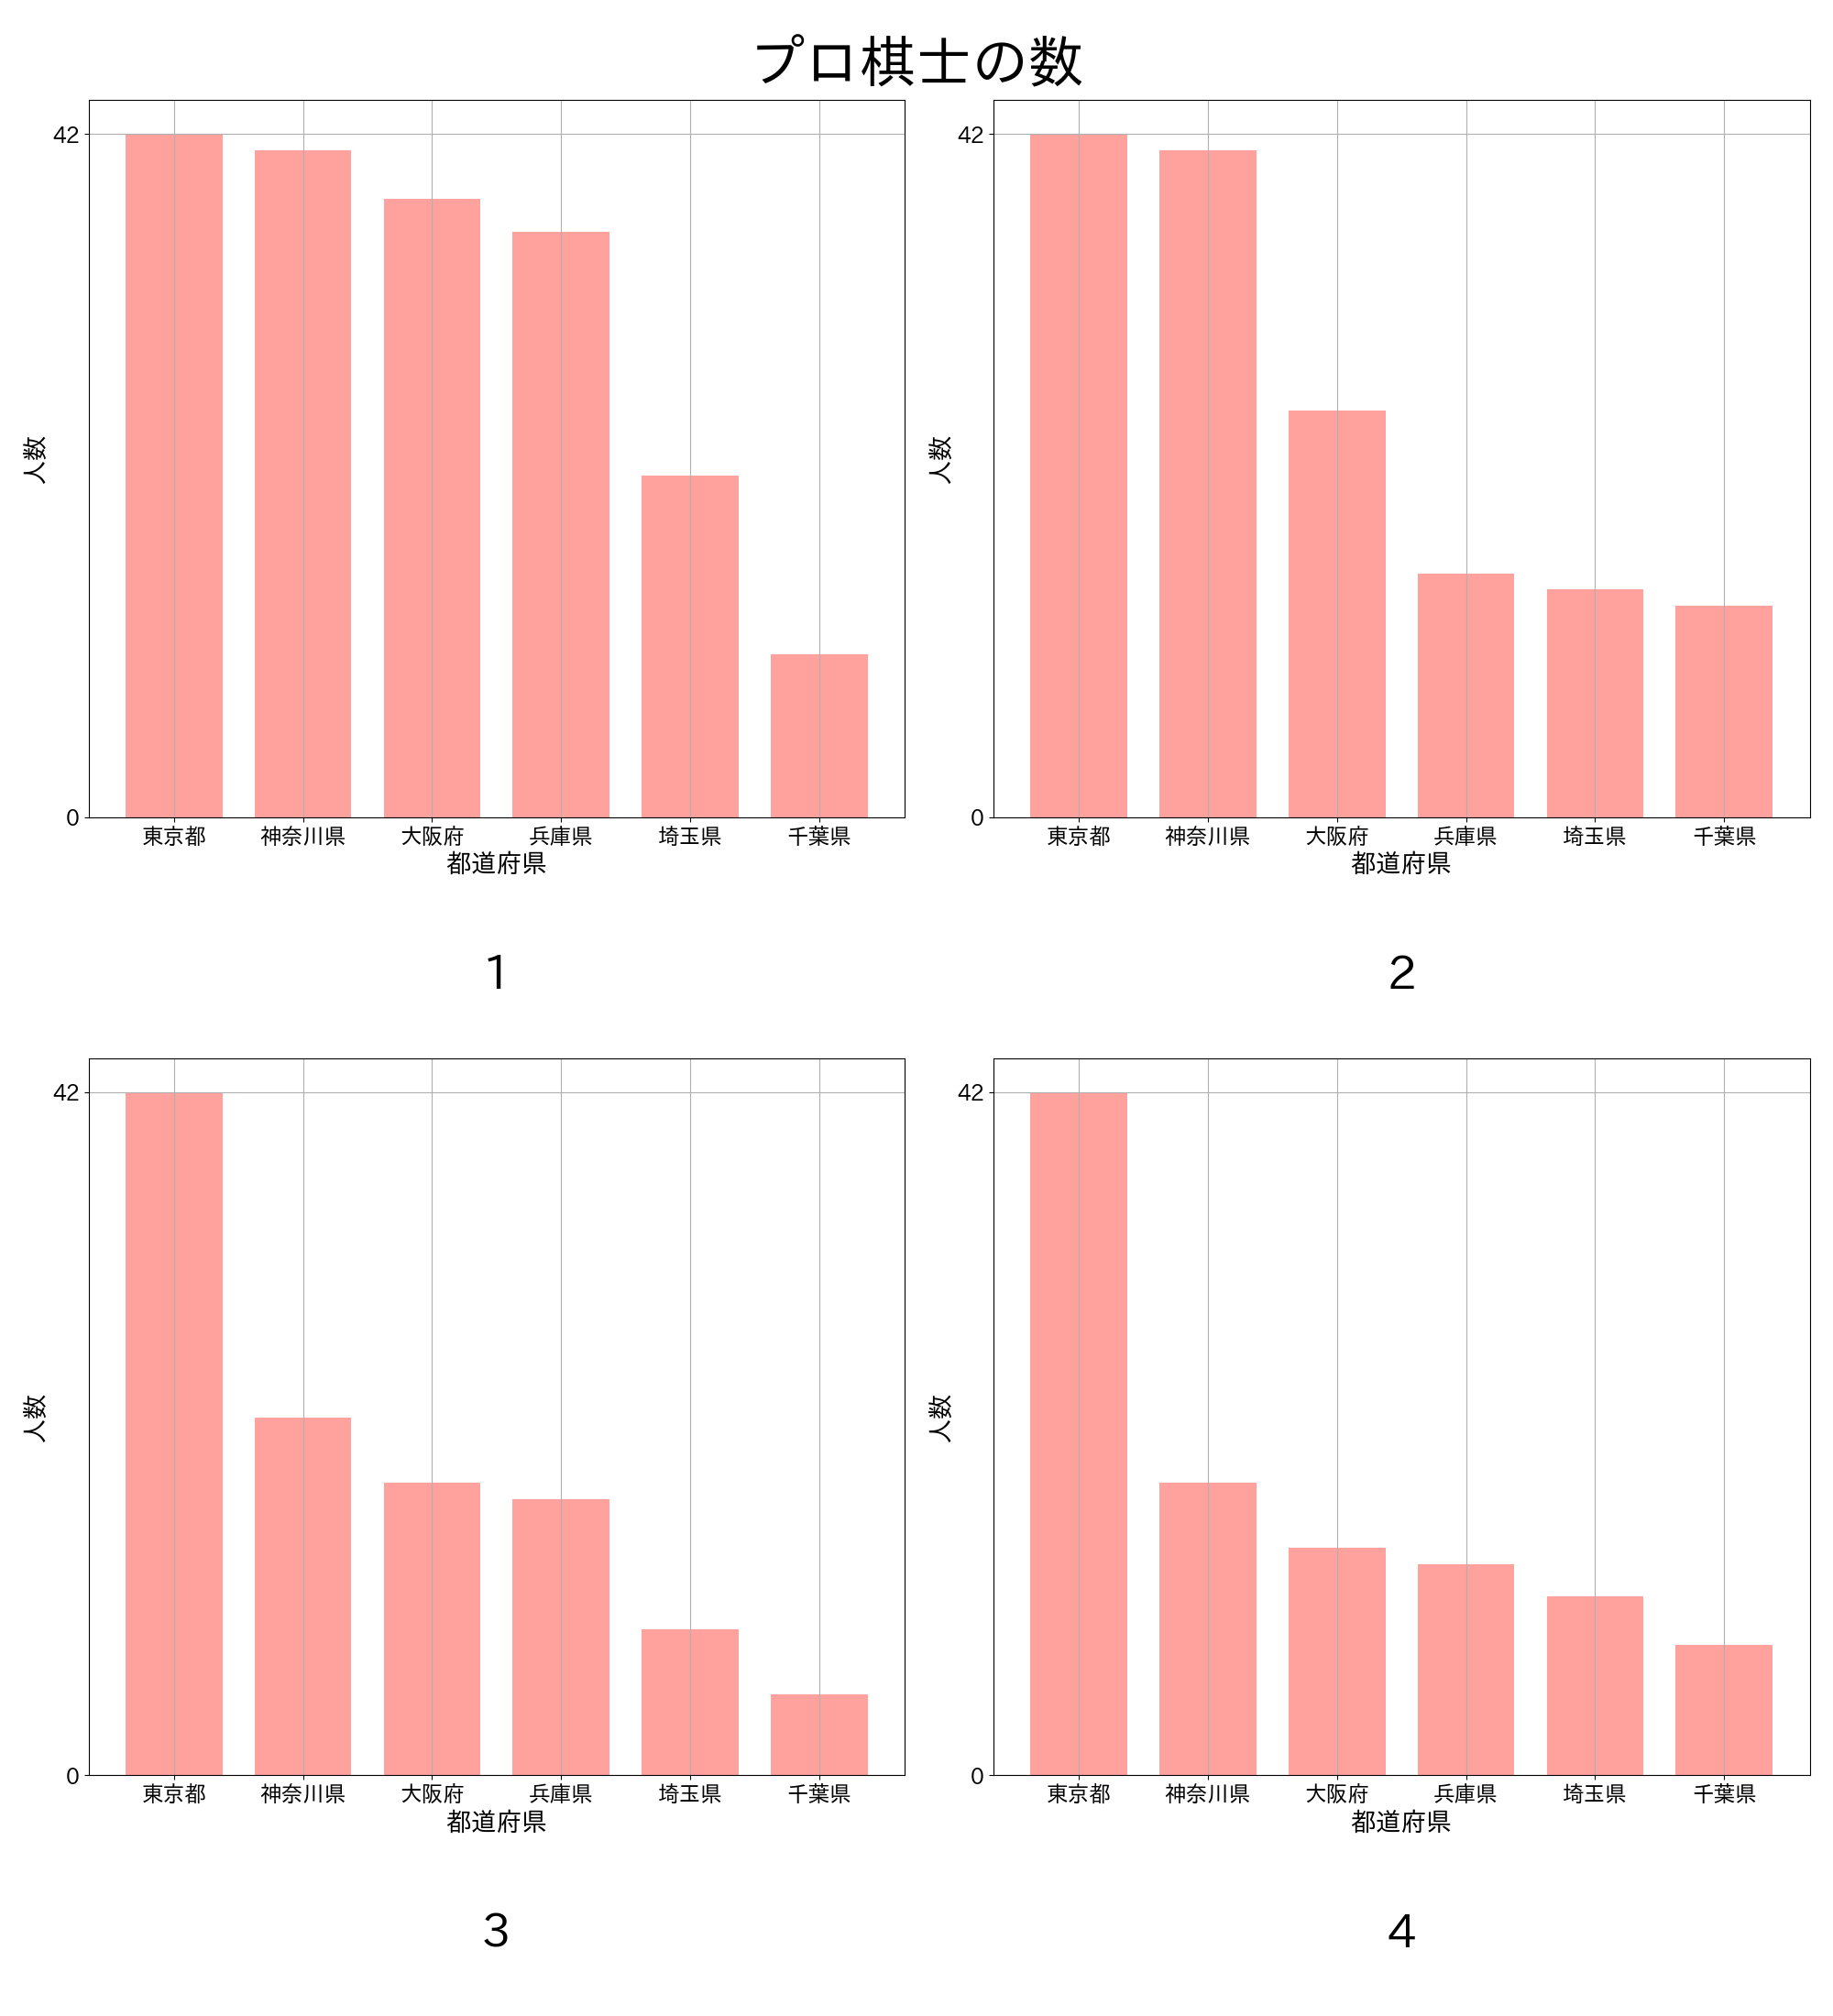 プロ棋士の数
42
0
人数
東京都 神奈川県 大阪府 兵庫県 埼玉県 千葉県
都道府県
1
42
0
人数
東京都 神奈川県 大阪府 兵庫県 埼玉県 千葉県
都道府県
2
42
0
人数
東京都 神奈川県 大阪府 兵庫県 埼玉県 千葉県
都道府県
3
42
0
人数
東京都 神奈川県 大阪府 兵庫県 埼玉県 千葉県
都道府県
4